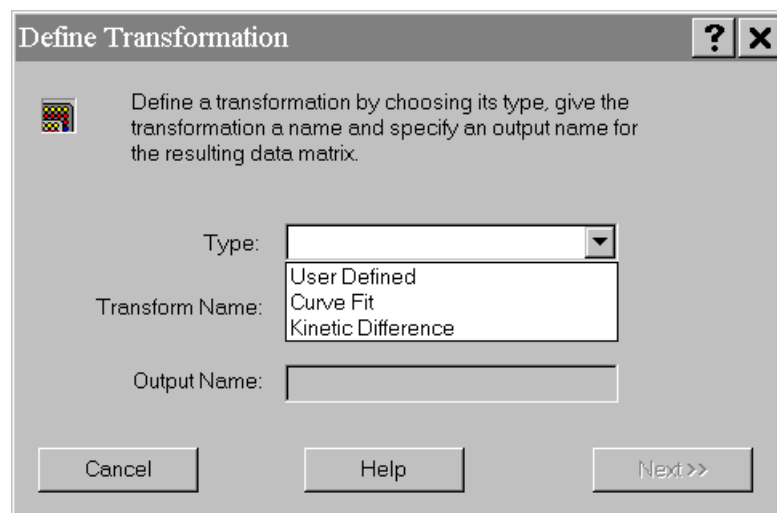 Define Transformation
? X
Define a transformation by choosing its type, give the
transformation a name and specify an output name for
the resulting data matrix.
Type:
User Defined
Curve Fit
Kinetic Difference
Transform Name:
Output Name:
Cancel
Help
Next >>